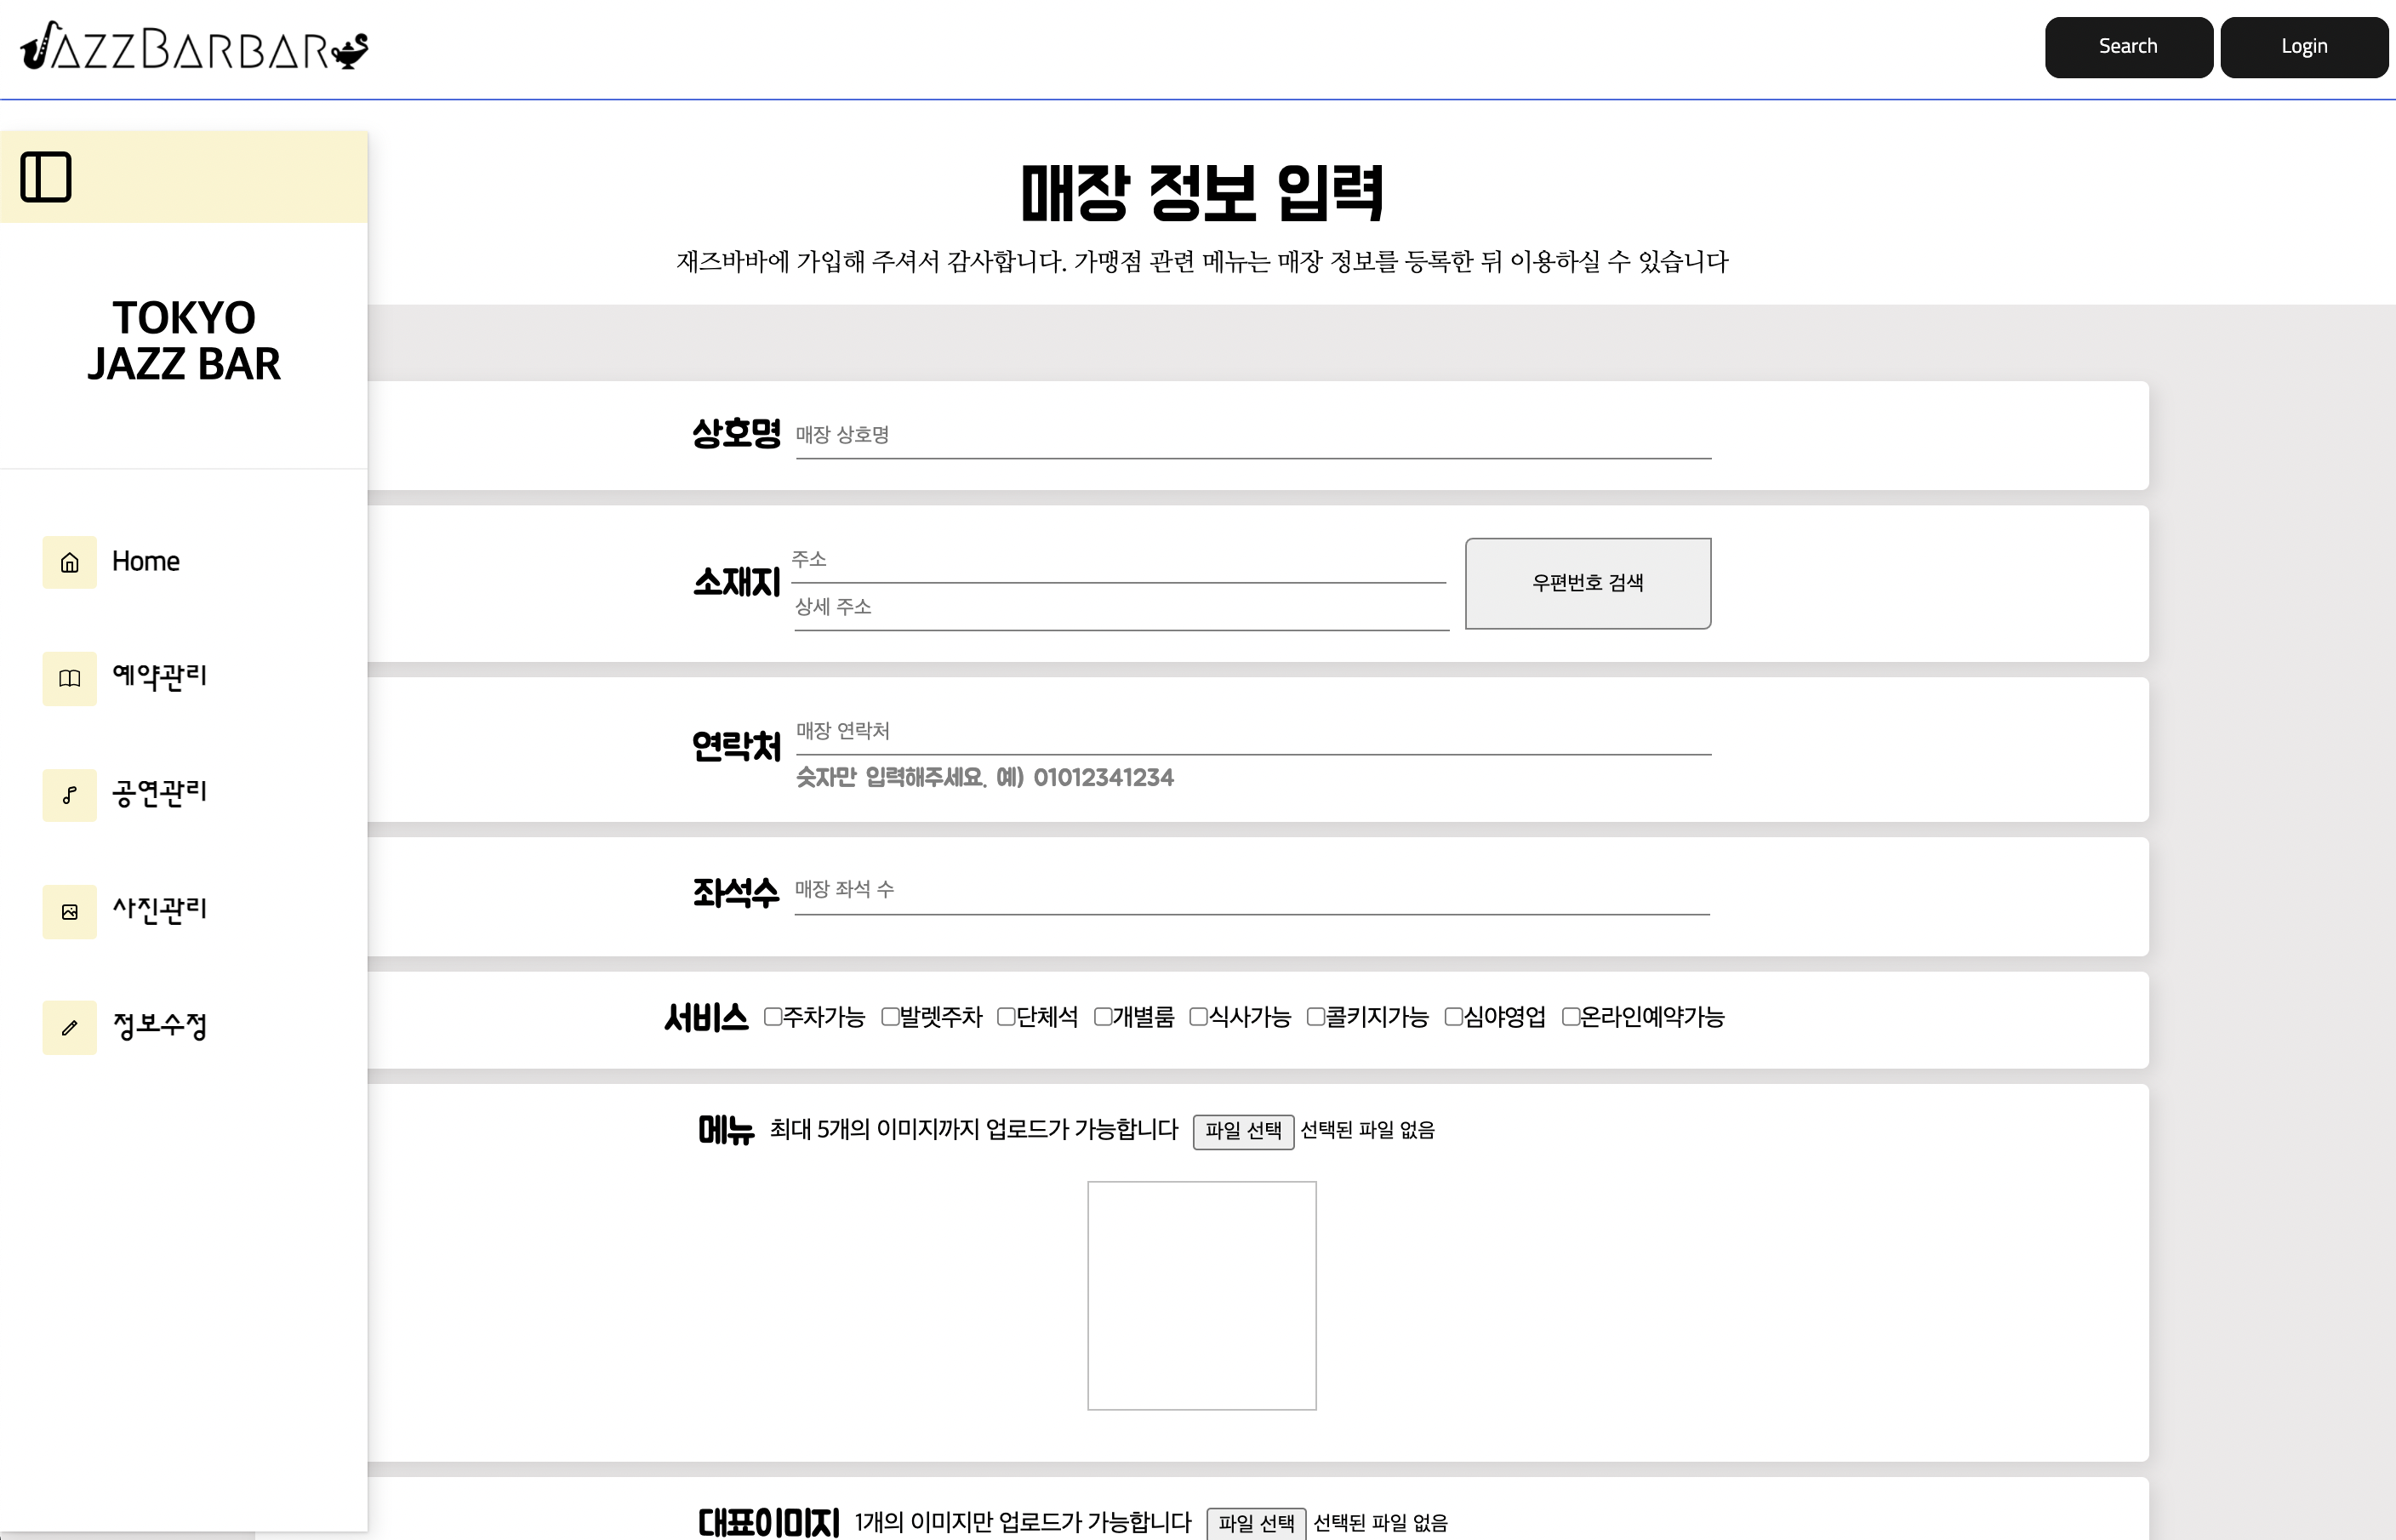 JAZZBARBAR
Search
Login
매장 정보 입력
재즈바바에 가입해 주셔서 감사합니다. 가맹점 관련 메뉴는 매장 정보를 등록한 뒤 이용하실 수 있습니다
TOKYO
JAZZ BAR
Home
예약관리
공연관리
사진관리
정보수정
상호명 매장 상호명
소재지 주소
상세 주소
우편번호 검색
연락처 매장 연락처
숫자만 입력해주세요. 예) 01012341234
좌석수 매장 좌석 수
서비스 주차가능 발렛주차 단체석 개별룸 식사가능 콜키지가능 심야영업 온라인예약가능
메뉴 최대 5개의 이미지까지 업로드가 가능합니다 파일 선택 선택된 파일 없음
대표이미지 1개의 이미지만 업로드가 가능합니다 파일 선택 선택된 파일 없음